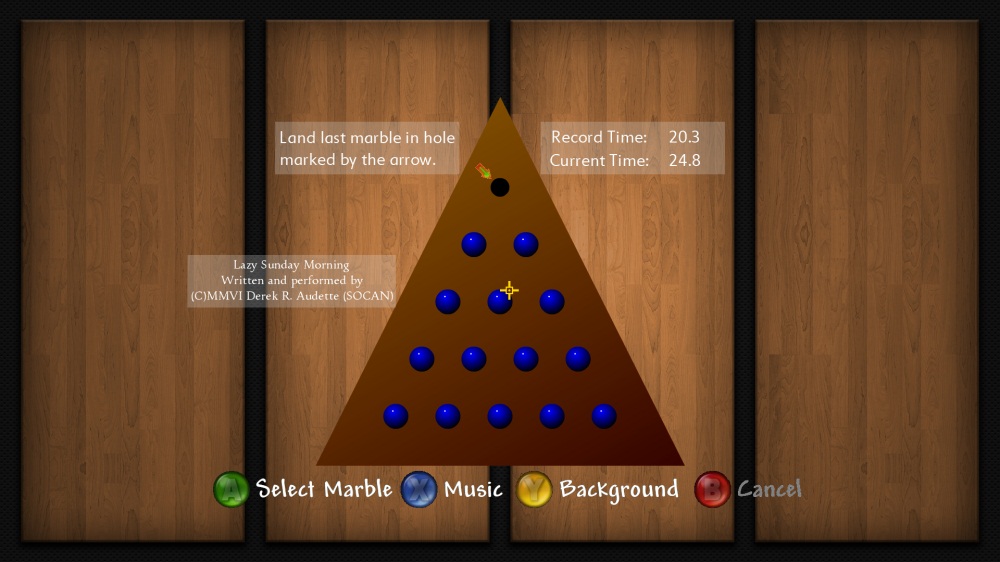 Land last marble in hole
marked by the arrow.
Record Time: 20.3
Current Time: 24.8
Lazy Sunday Morning
Written and performed by
(C)MMVI Derek R. Audette (SOCAN)
A Select Marble X Music Y Background B Cancel